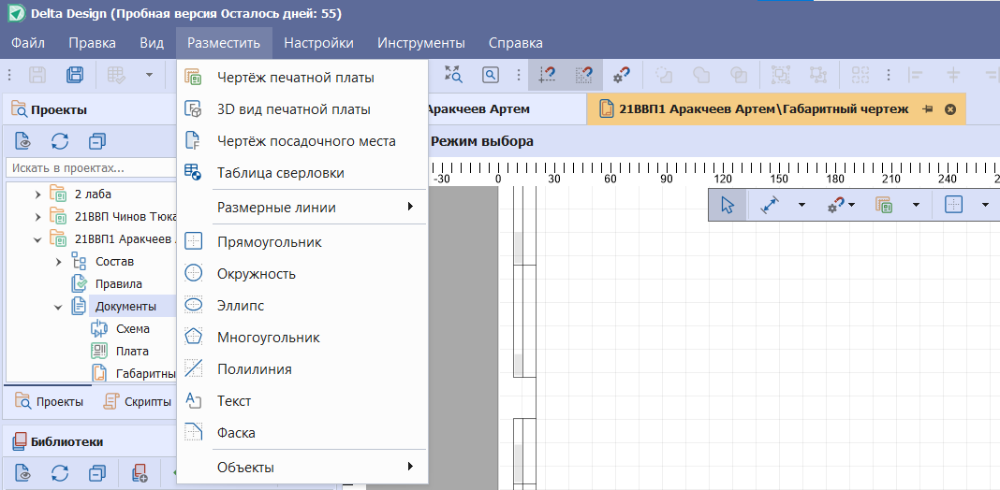 Delta Design (Пробная версия Осталось дней: 55)
Файл Правка Вид Разместить Настройки Инструменты Справка
Проекты
Искать в проектах...
2 лаба
21ВВП Чинов Тюка
21ВВП1 Аракчеев
Состав
Правила
Документы
Схема
Плата
Габаритны
Проекты Скрипты
Библиотеки
Чертёж печатной платы
3D вид печатной платы
Чертёж посадочного места
Таблица сверловки
Размерные линии
Прямоугольник
Окружность
Эллипс
Многоугольник
Полилиния
Текст
Фаска
Объекты
Аракчеев Артем 21ВВП1 Аракчеев Артем\Габаритный чертеж
Режим выбора
-30 0 30 60 90 120 150 180 210 240